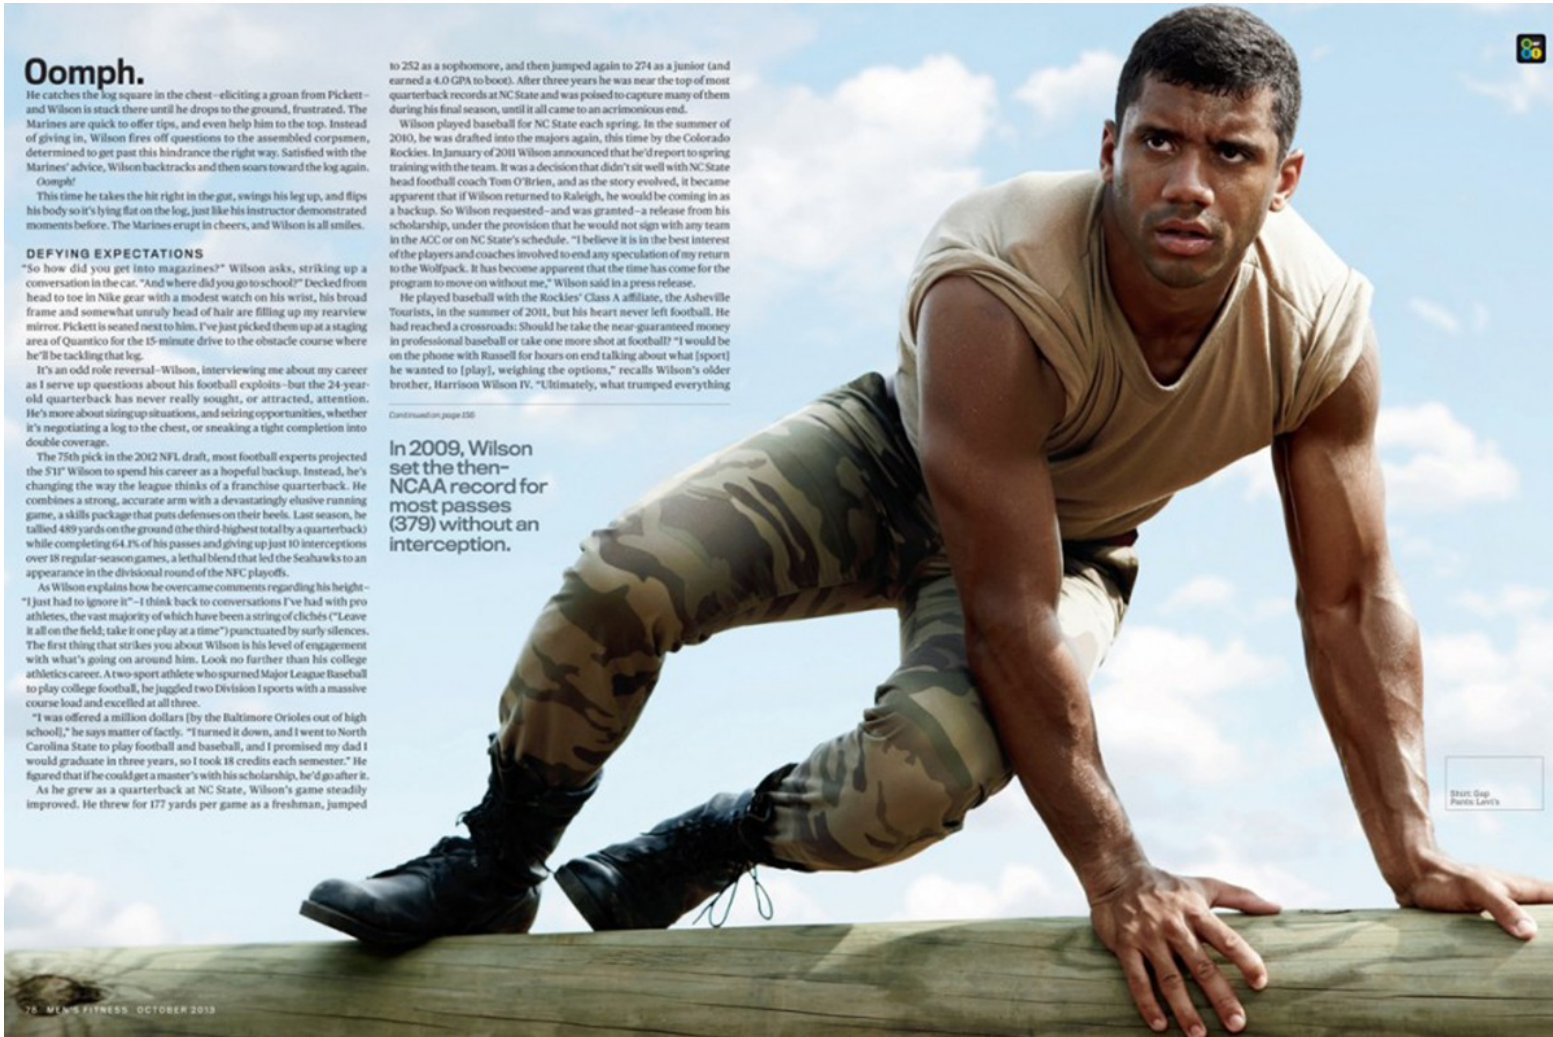 Oomph.
He catches the log square in the chest—eliciting a groan from Pickett—
and Wilson is stuck there until he drops to the ground, frustrated. The
Marines are quick to offer tips, and even help him to the top. Instead
of giving in, Wilson fires off questions to the assembled corpsmen,
determined to get past this hindrance the right way. Satisfied with the
Marines' advice, Wilson backtracks and then soars toward the log again.
Oomph!
This time he takes the hit right in the gut, swings his leg up, and flips
his body so it's lying flat on the log, just like his instructor demonstrated
moments before. The Marines erupt in cheers, and Wilson is all smiles.
DEFYING EXPECTATIONS
"So how did you get into magazines?" Wilson asks, striking up a
conversation in the car. "And where did you go to school?" Decked from
head to toe in Nike gear with a modest watch on his wrist, his broad
frame and somewhat unruly head of hair are filling up my rearview
mirror. Pickett is seated next to him. I've just picked them up at a staging
area of Quantico for the 15-minute drive to the obstacle course where
he'll be tackling that log.
It's an odd role reversal—Wilson, interviewing me about my career
as I serve up questions about his football exploits—but the 24-year-
old quarterback has never really sought, or attracted, attention.
He's more about sizing up situations, and seizing opportunities, whether
it's negotiating a log to the chest, or sneaking a tight completion into
double coverage.
The 75th pick in the 2012 NFL draft, most football experts projected
the 5'11" Wilson to spend his career as a hopeful backup. Instead, he's
changing the way the league thinks of a franchise quarterback. He
combines a strong, accurate arm with a devastatingly elusive running
game, a skills package that puts defenses on their heels. Last season, he
tallied 489 yards on the ground (the third-highest total by a quarterback)
while completing 64.1% of his passes and giving up just 10 interceptions
over 18 regular-season games, a lethal blend that led the Seahawks to an
appearance in the divisional round of the NFC playoffs.
As Wilson explains how he overcame comments regarding his height—
"I just had to ignore it"—I think back to conversations I've had with pro
athletes, the vast majority of which have been a string of clichés ("Leave
it all on the field; take it one play at a time") punctuated by surly silences.
The first thing that strikes you about Wilson is his level of engagement
with what's going on around him. Look no further than his college
athletics career. A two-sport athlete who spurned Major League Baseball
to play college football, he juggled two Division I sports with a massive
course load and excelled at all three.
"I was offered a million dollars [by the Baltimore Orioles out of high
school]," he says matter of factly. "I turned it down, and I went to North
Carolina State to play football and baseball, and I promised my dad I
would graduate in three years, so I took 18 credits each semester." He
figured that if he could get a master's with his scholarship, he'd go after it.
As he grew as a quarterback at NC State, Wilson's game steadily
improved. He threw for 177 yards per game as a freshman, jumped
to 252 as a sophomore, and then jumped again to 274 as a junior (and
earned a 4.0 GPA to boot). After three years he was near the top of most
quarterback records at NC State and was poised to capture many of them
during his final season, until it all came to an acrimonious end.
Wilson played baseball for NC State each spring. In the summer of
2010, he was drafted into the majors again, this time by the Colorado
Rockies. In January of 2011 Wilson announced that he'd report to spring
training with the team. It was a decision that didn't sit well with NC State
head football coach Tom O'Brien, and as the story evolved, it became
apparent that if Wilson returned to Raleigh, he would be coming in as
a backup. So Wilson requested—and was granted—a release from his
scholarship, under the provision that he would not sign with any team
in the ACC or on NC State's schedule. "I believe it is in the best interest
of the players and coaches involved to end any speculation of my return
to the Wolfpack. It has become apparent that the time has come for the
program to move on without me," Wilson said in a press release.
He played baseball with the Rockies' Class A affiliate, the Asheville
Tourists, in the summer of 2011, but his heart never left football. He
had reached a crossroads: Should he take the near-guaranteed money
in professional baseball or take one more shot at football? "I would be
on the phone with Russell for hours on end talking about what [sport]
he wanted to [play], weighing the options," recalls Wilson's older
brother, Harrison Wilson IV. "Ultimately, what trumped everything
Continued on page 150
In 2009, Wilson
set the then-
NCAA record for
most passes
(379) without an
interception.
Shirt: Gap
Pants: Levi's
78 MEN'S FITNESS OCTOBER 2013